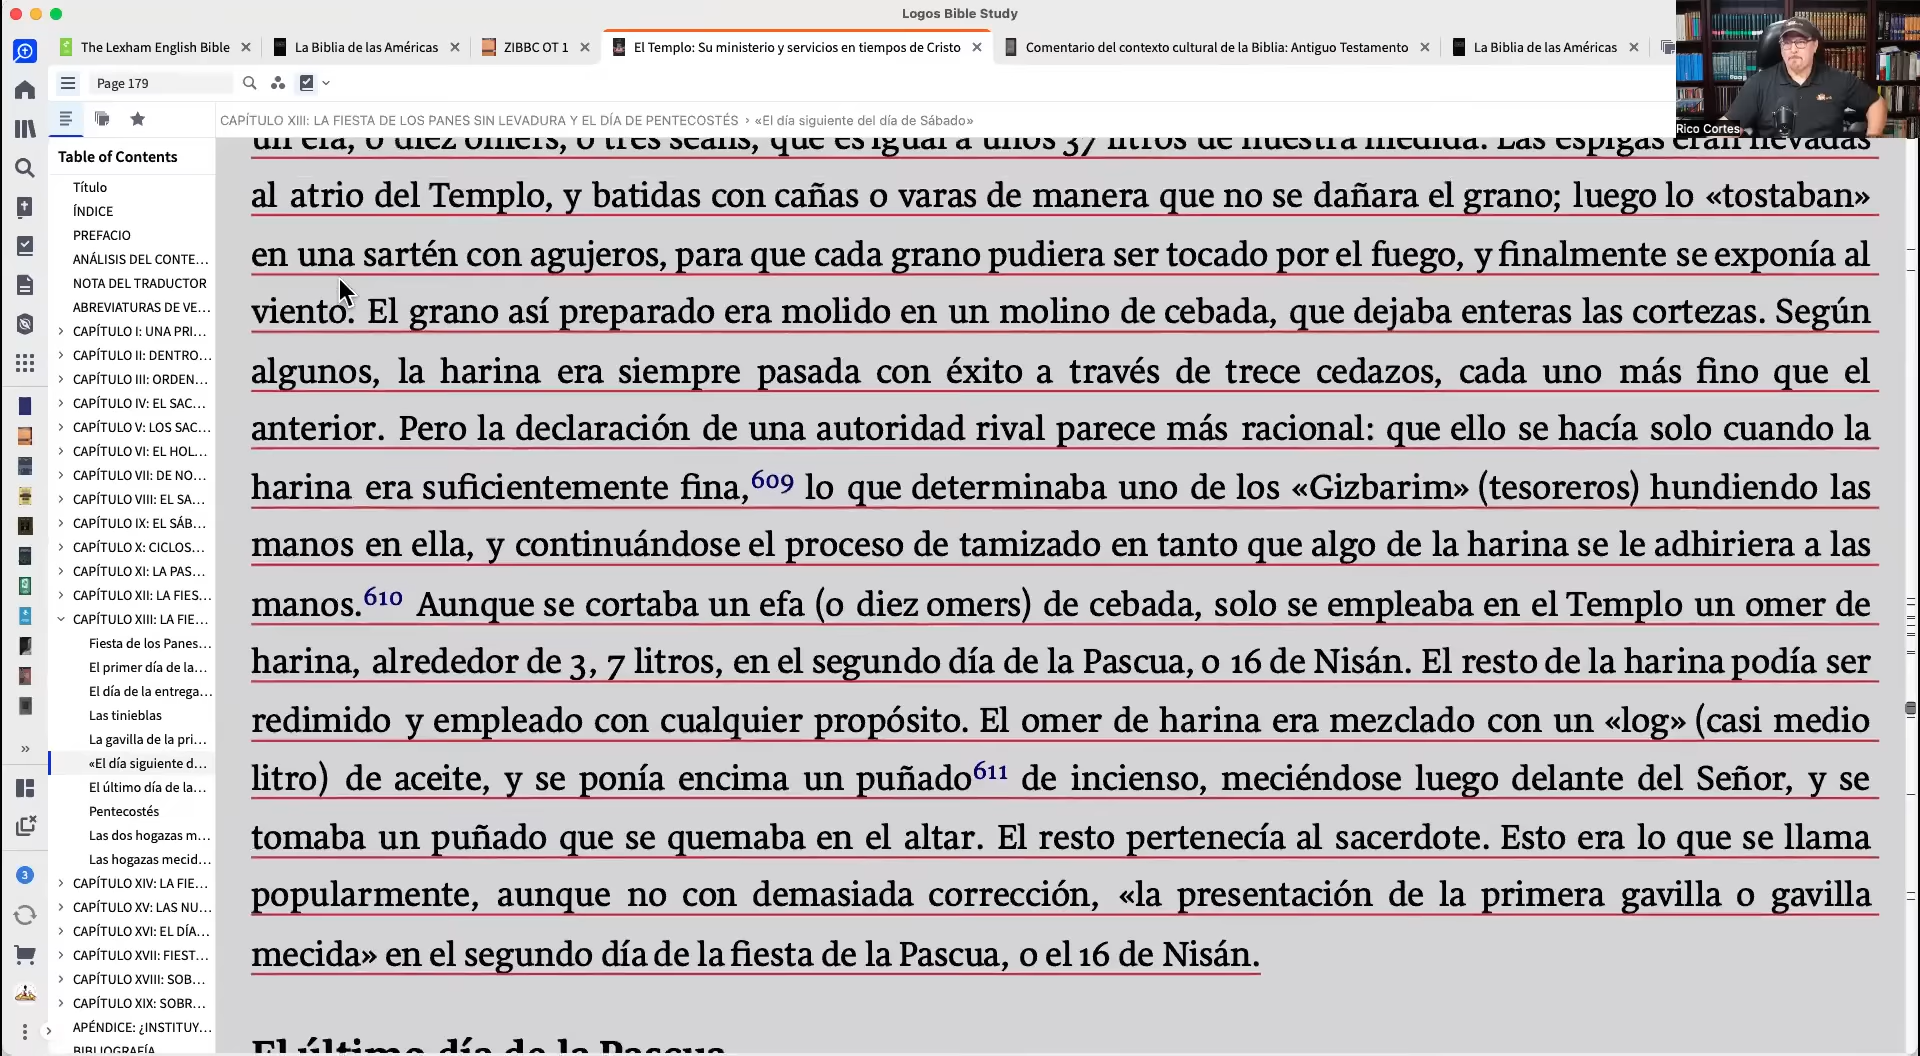 Logos Bible Study
The Lexham English Bible
La Biblia de las Américas
ZIBBC OT 1
El Templo: Su ministerio y servicios en tiempos de Cristo
Comentario del contexto cultural de la Biblia: Antiguo Testamento
La Biblia de las Américas
Page 179
Rico Cortes
CAPÍTULO XIII: LA FIESTA DE LOS PANES SIN LEVADURA Y EL DÍA DE PENTECOSTÉS › «El día siguiente del día de Sábado»
Table of Contents
Título
ÍNDICE
PREFACIO
ANÁLISIS DEL CONTE...
NOTA DEL TRADUCTOR
ABREVIATURAS DE VE...
CAPÍTULO I: UNA PRI...
CAPÍTULO II: DENTRO...
CAPÍTULO III: ORDEN...
CAPÍTULO IV: EL SAC...
CAPÍTULO V: LOS SAC...
CAPÍTULO VI: EL HOL...
CAPÍTULO VII: DE NO...
CAPÍTULO VIII: EL SA...
CAPÍTULO IX: EL SÁB...
CAPÍTULO X: CICLOS...
CAPÍTULO XI: LA PAS...
CAPÍTULO XII: LA FIES...
CAPÍTULO XIII: LA FIE...
Fiesta de los Panes...
El primer día de la...
El día de la entrega...
Las tinieblas
La gavilla de la pri...
«El día siguiente d...
El último día de la...
Pentecostés
Las dos hogazas m...
Las hogazas mecid...
CAPÍTULO XIV: LA FIE...
CAPÍTULO XV: LAS NU...
CAPÍTULO XVI: EL DÍA...
CAPÍTULO XVII: FIEST...
CAPÍTULO XVIII: SOB...
CAPÍTULO XIX: SOBR...
APÉNDICE: ¿INSTITUY...
BIBLIOGRAFÍA
3
un efa, o diez omers, o tres seahs, que es igual a unos 37 litros de nuestra medida. Las espigas eran llevadas
al atrio del Templo, y batidas con cañas o varas de manera que no se dañara el grano; luego lo «tostaban»
en una sartén con agujeros, para que cada grano pudiera ser tocado por el fuego, y finalmente se exponía al
viento. El grano así preparado era molido en un molino de cebada, que dejaba enteras las cortezas. Según
algunos, la harina era siempre pasada con éxito a través de trece cedazos, cada uno más fino que el
anterior. Pero la declaración de una autoridad rival parece más racional: que ello se hacía solo cuando la
harina era suficientemente fina,609 lo que determinaba uno de los «Gizbarim» (tesoreros) hundiendo las
manos en ella, y continuándose el proceso de tamizado en tanto que algo de la harina se le adhiriera a las
manos.610 Aunque se cortaba un efa (o diez omers) de cebada, solo se empleaba en el Templo un omer de
harina, alrededor de 3, 7 litros, en el segundo día de la Pascua, o 16 de Nisán. El resto de la harina podía ser
redimido y empleado con cualquier propósito. El omer de harina era mezclado con un «log» (casi medio
litro) de aceite, y se ponía encima un puñado611 de incienso, meciéndose luego delante del Señor, y se
tomaba un puñado que se quemaba en el altar. El resto pertenecía al sacerdote. Esto era lo que se llama
popularmente, aunque no con demasiada corrección, «la presentación de la primera gavilla o gavilla
mecida» en el segundo día de la fiesta de la Pascua, o el 16 de Nisán.
El último día de la Pascua